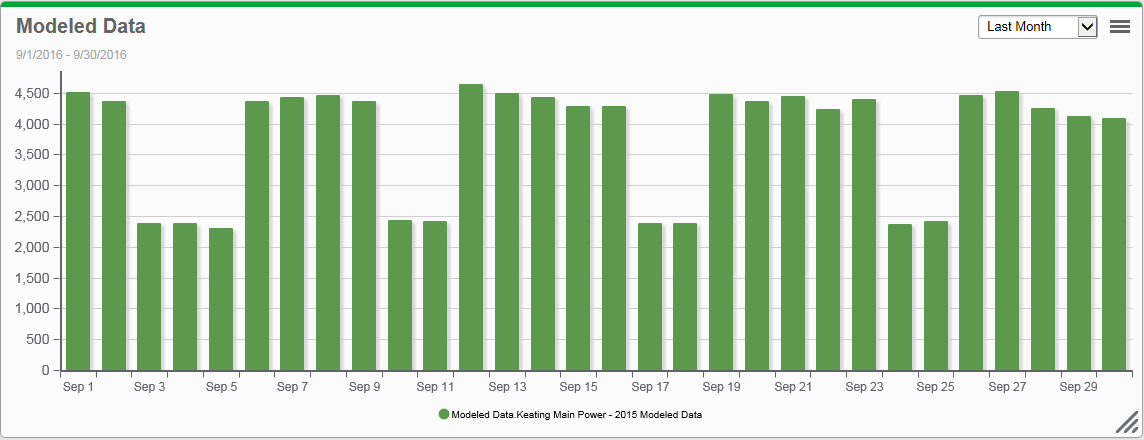 Modeled Data
Last Month
9/1/2016 - 9/30/2016
4,500
4,000
3,500
3,000
2,500
2,000
1,500
1,000
500
0
Sep 1 Sep 3 Sep 5 Sep 7 Sep 9 Sep 11 Sep 13 Sep 15 Sep 17 Sep 19 Sep 21 Sep 23 Sep 25 Sep 27 Sep 29
Modeled Data.Keating Main Power - 2015 Modeled Data